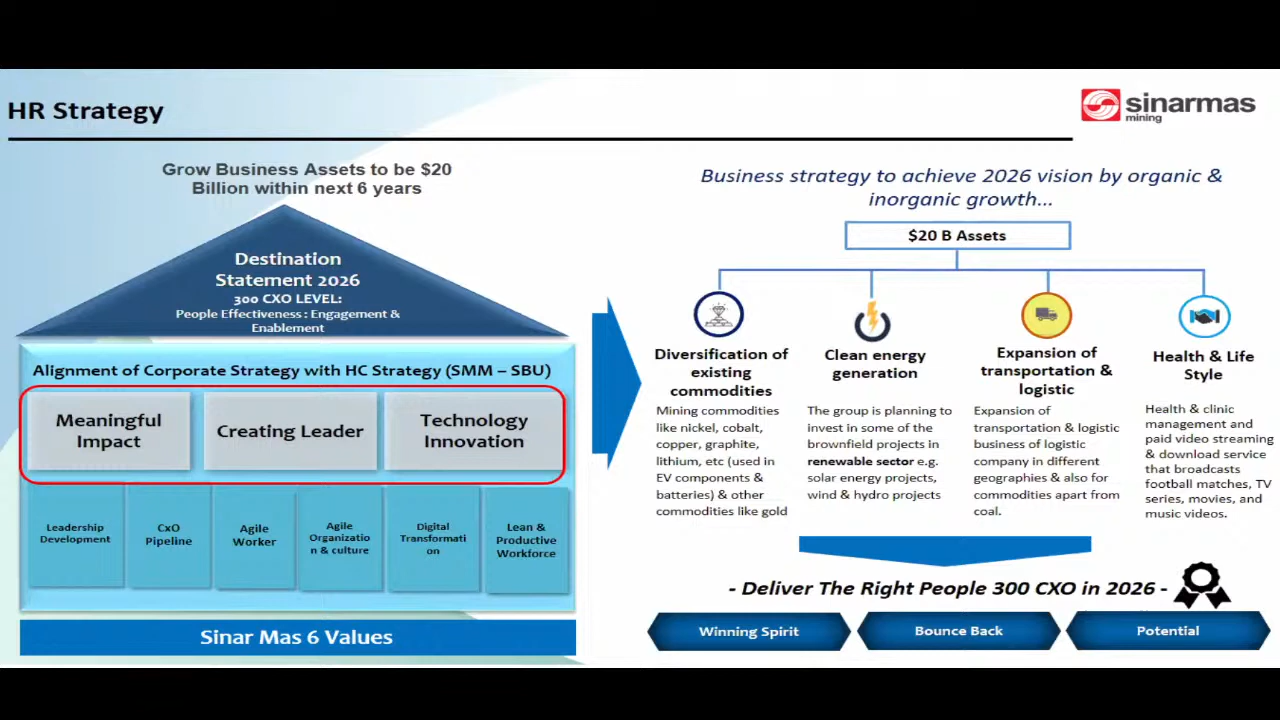 HR Strategy
sinarmas
mining
Grow Business Assets to be $20
Billion within next 6 years
Destination
Statement 2026
300 CXO LEVEL:
People Effectiveness : Engagement &
Enablement
Alignment of Corporate Strategy with HC Strategy (SMM – SBU)
Meaningful
Impact
Creating Leader
Technology
Innovation
Leadership
Development
CxO
Pipeline
Agile
Worker
Agile
Organizatio
n & culture
Digital
Transformati
on
Lean &
Productive
Workforce
Sinar Mas 6 Values
Business strategy to achieve 2026 vision by organic &
inorganic growth...
$20 B Assets
Diversification of
existing
commodities
Mining commodities
like nickel, cobalt,
copper, graphite,
lithium, etc (used in
EV components &
batteries) & other
commodities like gold
Clean energy
generation
The group is planning to
invest in some of the
brownfield projects in
renewable sector e.g.
solar energy projects,
wind & hydro projects
Expansion of
transportation &
logistic
Expansion of
transportation & logistic
business of logistic
company in different
geographies & also for
commodities apart from
coal.
Health & Life
Style
Health & clinic
management and
paid video streaming
& download service
that broadcasts
football matches, TV
series, movies, and
music videos.
- Deliver The Right People 300 CXO in 2026 -
Winning Spirit
Bounce Back
Potential